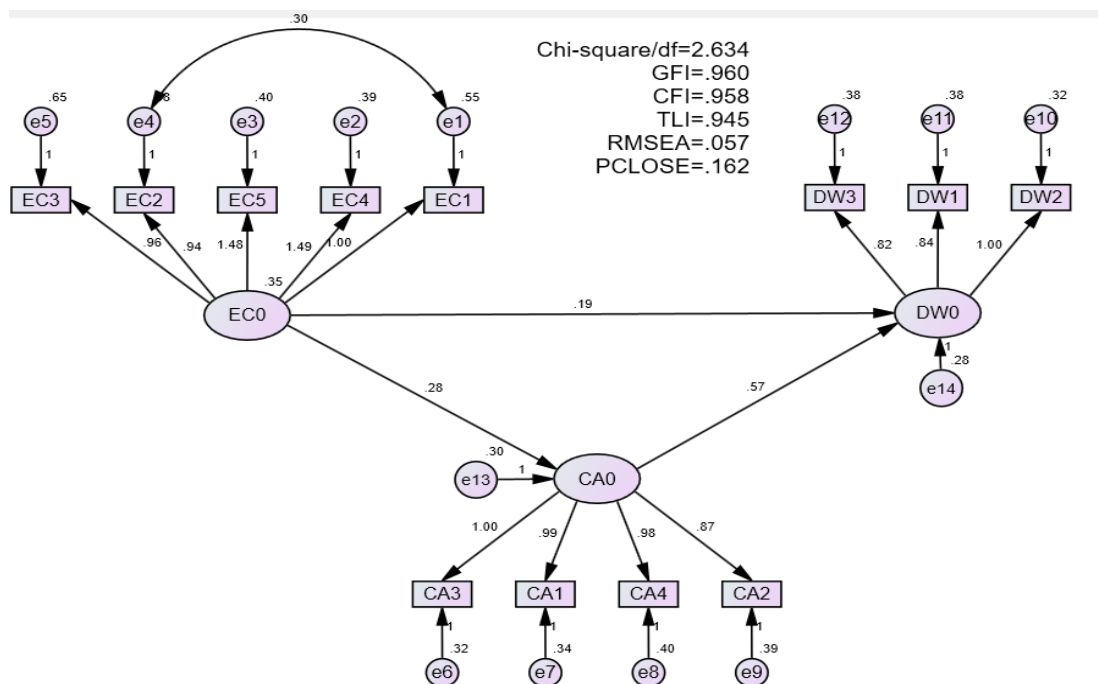 .30
Chi-square/df=2.634
GFI=.960
CFI=.958
TLI=.945
RMSEA=.057
PCLOSE=.162
.65 .40 .39 .55
.38 .38 .32
e5 e4 e3 e2 e1
e12 e11 e10
1 1 1 1 1
1 1 1
EC3 EC2 EC5 EC4 EC1
DW3 DW1 DW2
.96 .94 1.48 1.49 1.00
.82 .84 1.00
.35
EC0
.19
DW0
1
.28
e14
.28
.57
.30
e13
1
CA0
1.00 .99 .98 .87
CA3 CA1 CA4 CA2
1 1 1 1
.32 .34 .40 .39
e6 e7 e8 e9